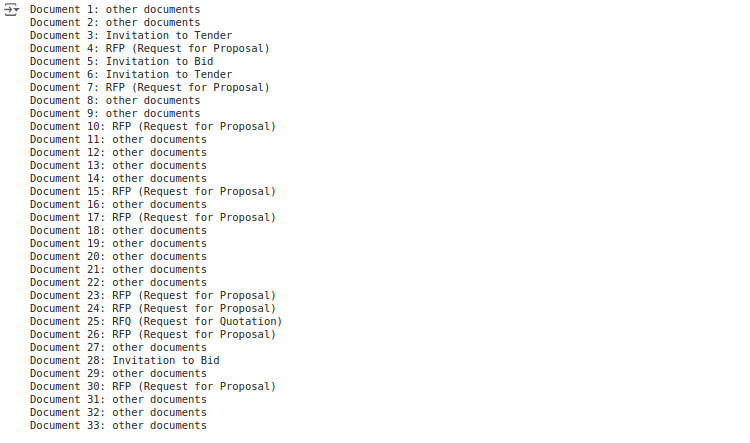 Document 1: other documents
Document 2: other documents
Document 3: Invitation to Tender
Document 4: RFP (Request for Proposal)
Document 5: Invitation to Bid
Document 6: Invitation to Tender
Document 7: RFP (Request for Proposal)
Document 8: other documents
Document 9: other documents
Document 10: RFP (Request for Proposal)
Document 11: other documents
Document 12: other documents
Document 13: other documents
Document 14: other documents
Document 15: RFP (Request for Proposal)
Document 16: other documents
Document 17: RFP (Request for Proposal)
Document 18: other documents
Document 19: other documents
Document 20: other documents
Document 21: other documents
Document 22: other documents
Document 23: RFP (Request for Proposal)
Document 24: RFP (Request for Proposal)
Document 25: RFQ (Request for Quotation)
Document 26: RFP (Request for Proposal)
Document 27: other documents
Document 28: Invitation to Bid
Document 29: other documents
Document 30: RFP (Request for Proposal)
Document 31: other documents
Document 32: other documents
Document 33: other documents